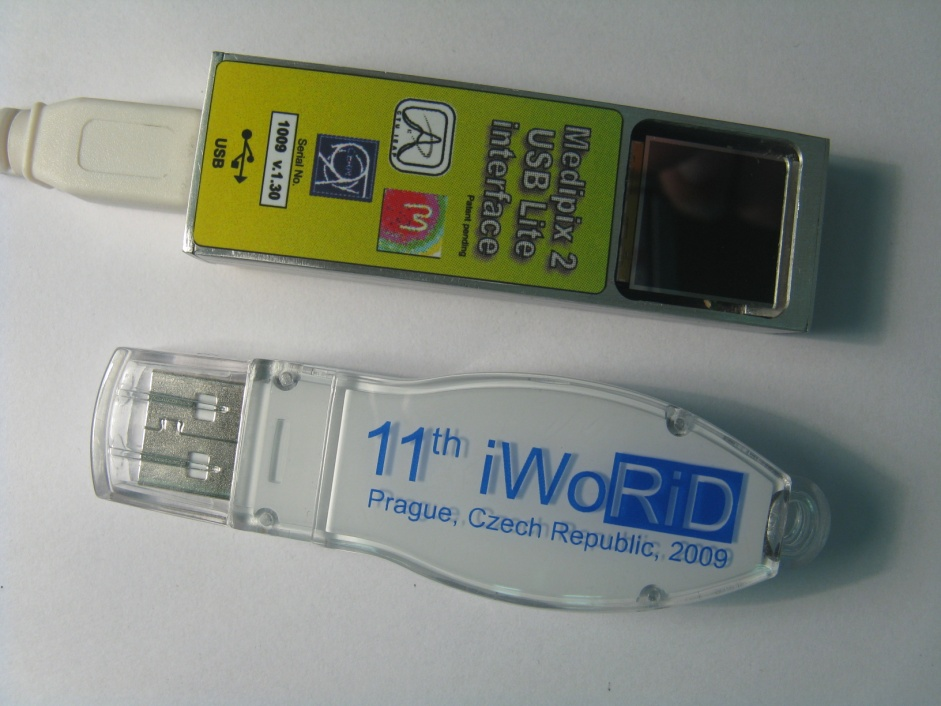 Medipix 2
USB Lite
interface
Patent pending
Serial No.
1009 v.1.30
USB
11th iWoRiD
Prague, Czech Republic, 2009